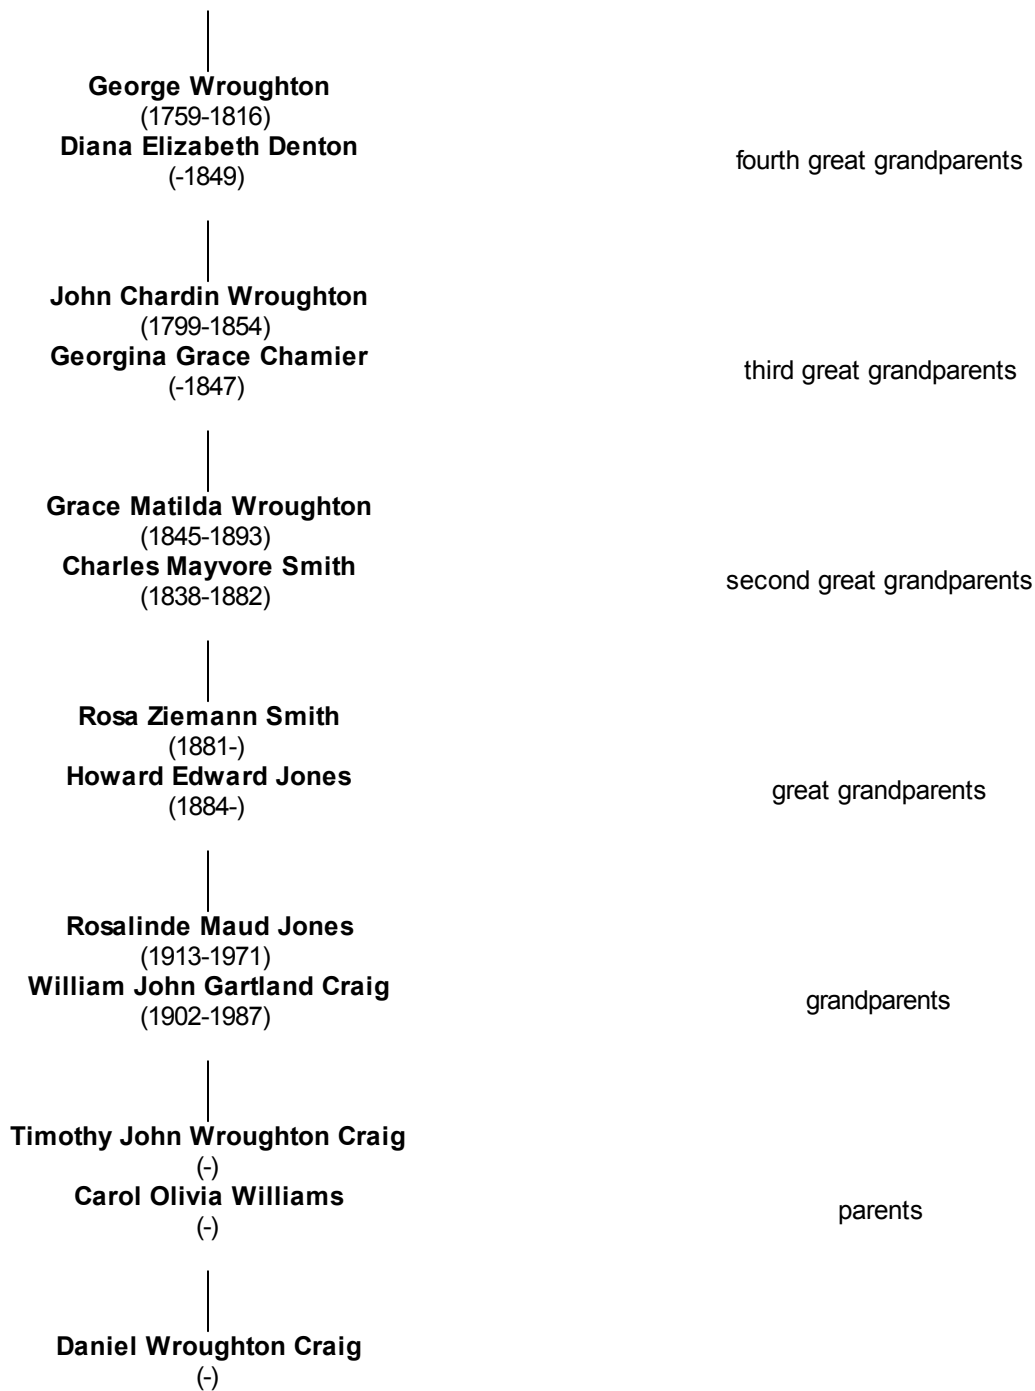 George Wroughton
(1759-1816)
Diana Elizabeth Denton
(-1849)
fourth great grandparents
John Chardin Wroughton
(1799-1854)
Georgina Grace Chamier
(-1847)
third great grandparents
Grace Matilda Wroughton
(1845-1893)
Charles Mayvore Smith
(1838-1882)
second great grandparents
Rosa Ziemann Smith
(1881-)
Howard Edward Jones
(1884-)
great grandparents
Rosalinde Maud Jones
(1913-1971)
William John Gartland Craig
(1902-1987)
grandparents
Timothy John Wroughton Craig
(-)
Carol Olivia Williams
(-)
parents
Daniel Wroughton Craig
(-)